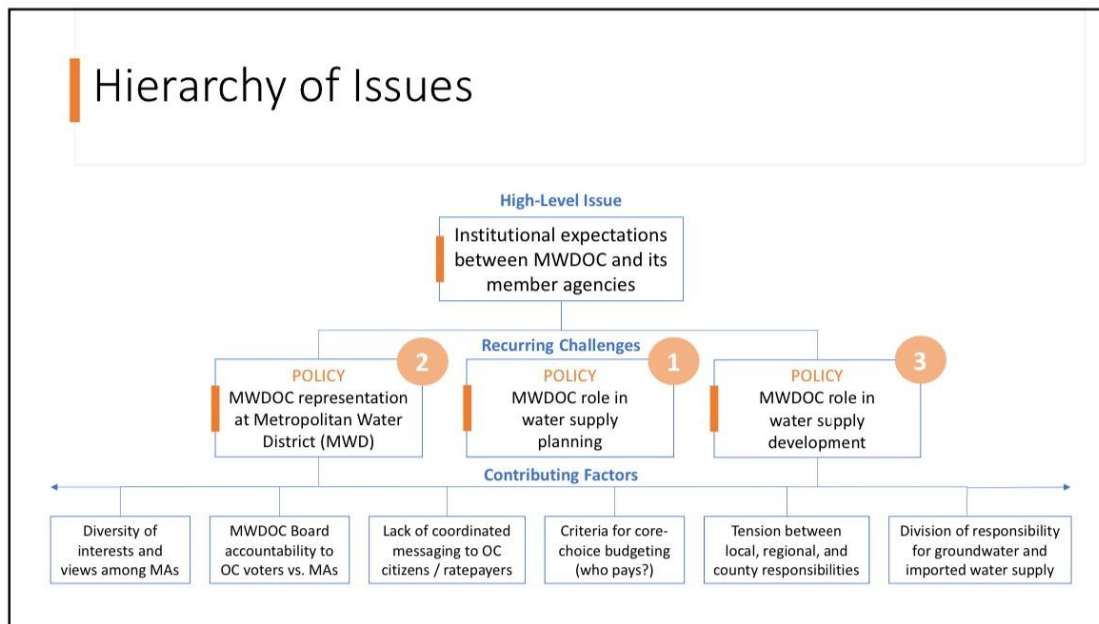 Hierarchy of Issues
High-Level Issue
Institutional expectations
between MWDOC and its
member agencies
Recurring Challenges
2
POLICY
MWDOC representation
at Metropolitan Water
District (MWD)
1
POLICY
MWDOC role in
water supply
planning
3
POLICY
MWDOC role in
water supply
development
Contributing Factors
Diversity of
interests and
views among MAs
MWDOC Board
accountability to
OC voters vs. MAs
Lack of coordinated
messaging to OC
citizens / ratepayers
Criteria for core-
choice budgeting
(who pays?)
Tension between
local, regional, and
county responsibilities
Division of responsibility
for groundwater and
imported water supply